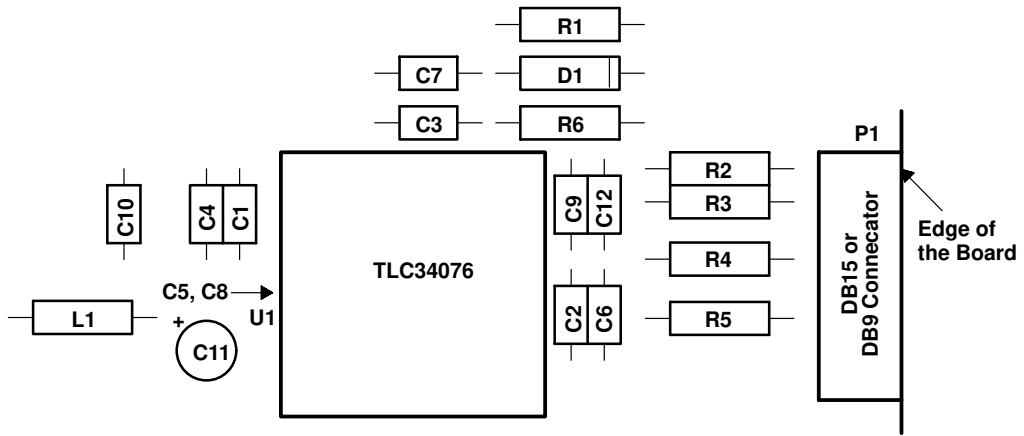 R1
C7
D1
C3
R6
P1
C10
C4
C1
C9
C12
R2
R3
Edge of
the Board
TLC34076
R4
DB15 or
DB9 Connecator
C5, C8
U1
L1
+
C11
C2
C6
R5